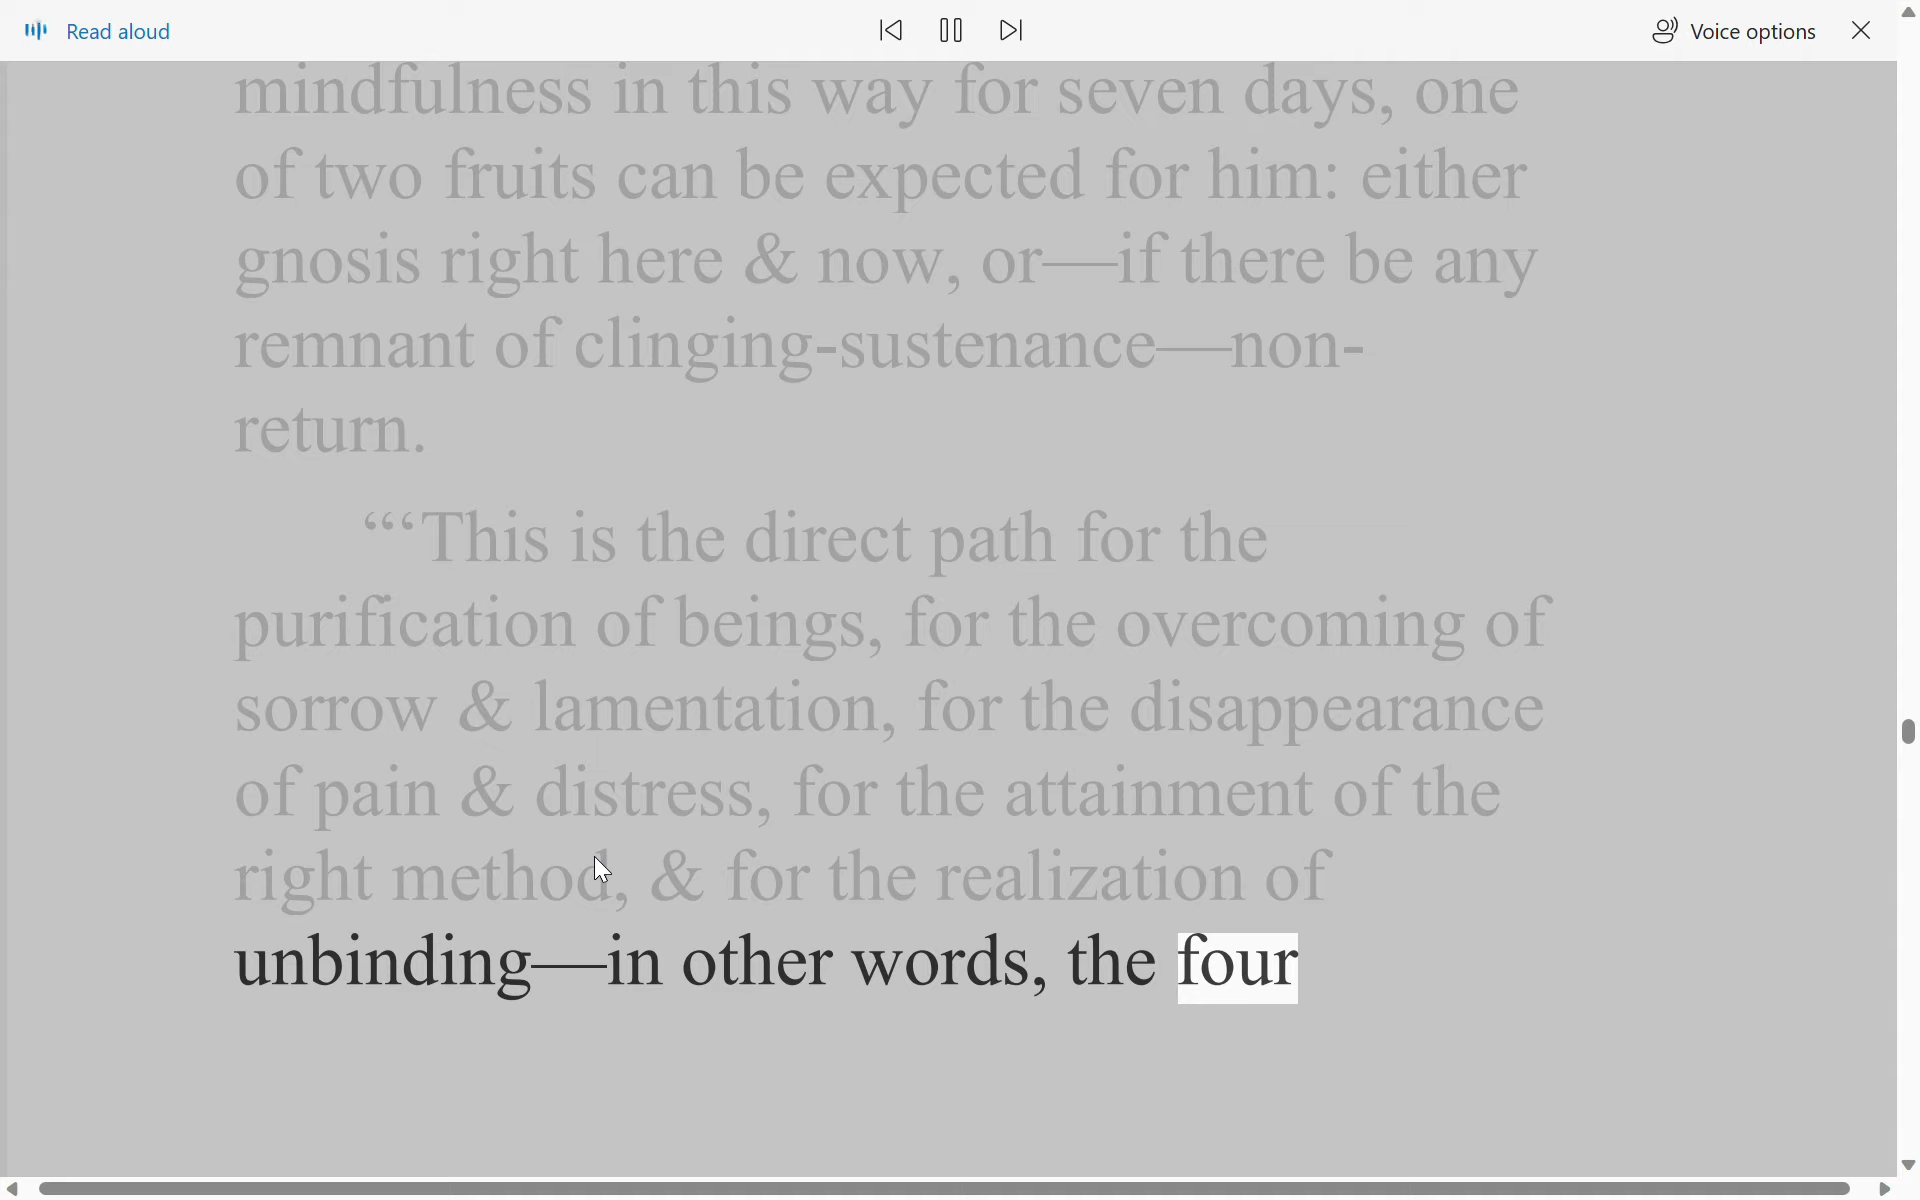 Read aloud
Voice options
mindfulness in this way for seven days, one
of two fruits can be expected for him: either
gnosis right here & now, or—if there be any
remnant of clinging-sustenance—non-
return.
“‘“This is the direct path for the
purification of beings, for the overcoming of
sorrow & lamentation, for the disappearance
of pain & distress, for the attainment of the
right method, & for the realization of
unbinding—in other words, the four